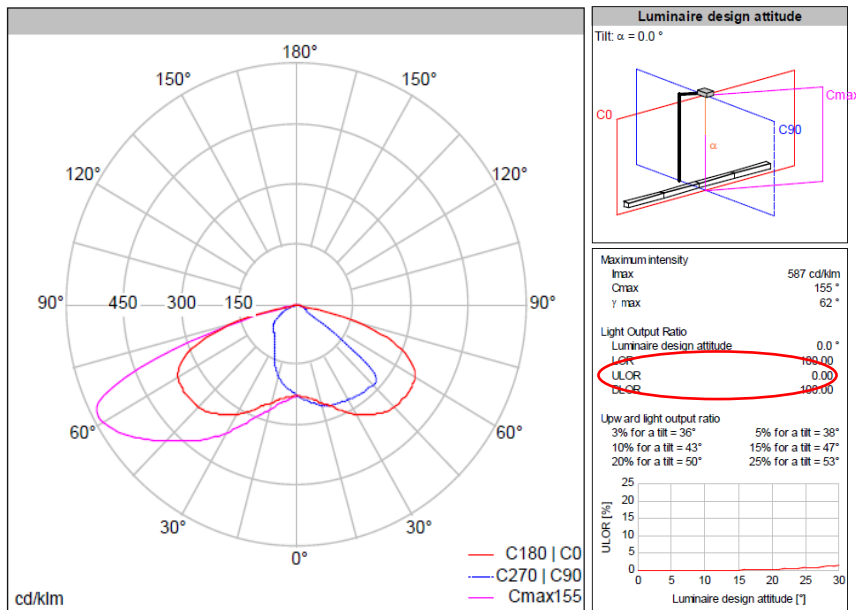 180°
150° 150°
120° 120°
90° 450 300 150 90°
60° 60°
30° 30°
0°
C180 | C0
C270 | C90
Cmax155
cd/klm
Luminaire design attitude
Tilt: α = 0.0 °
Cmax
C0
C90
α
Maximum intensity
Imax 587 cd/klm
Cmax 155 °
γ max 62 °
Light Output Ratio
Luminaire design attitude 0.0 °
LOR 100.00
ULOR 0.00
DLOR 100.00
Upward light output ratio
3% for a tilt = 36° 5% for a tilt = 38°
10% for a tilt = 43° 15% for a tilt = 47°
20% for a tilt = 50° 25% for a tilt = 53°
25
20
15
10
5
0
ULOR [%]
0 5 10 15 20 25 30
Luminaire design attitude [°]